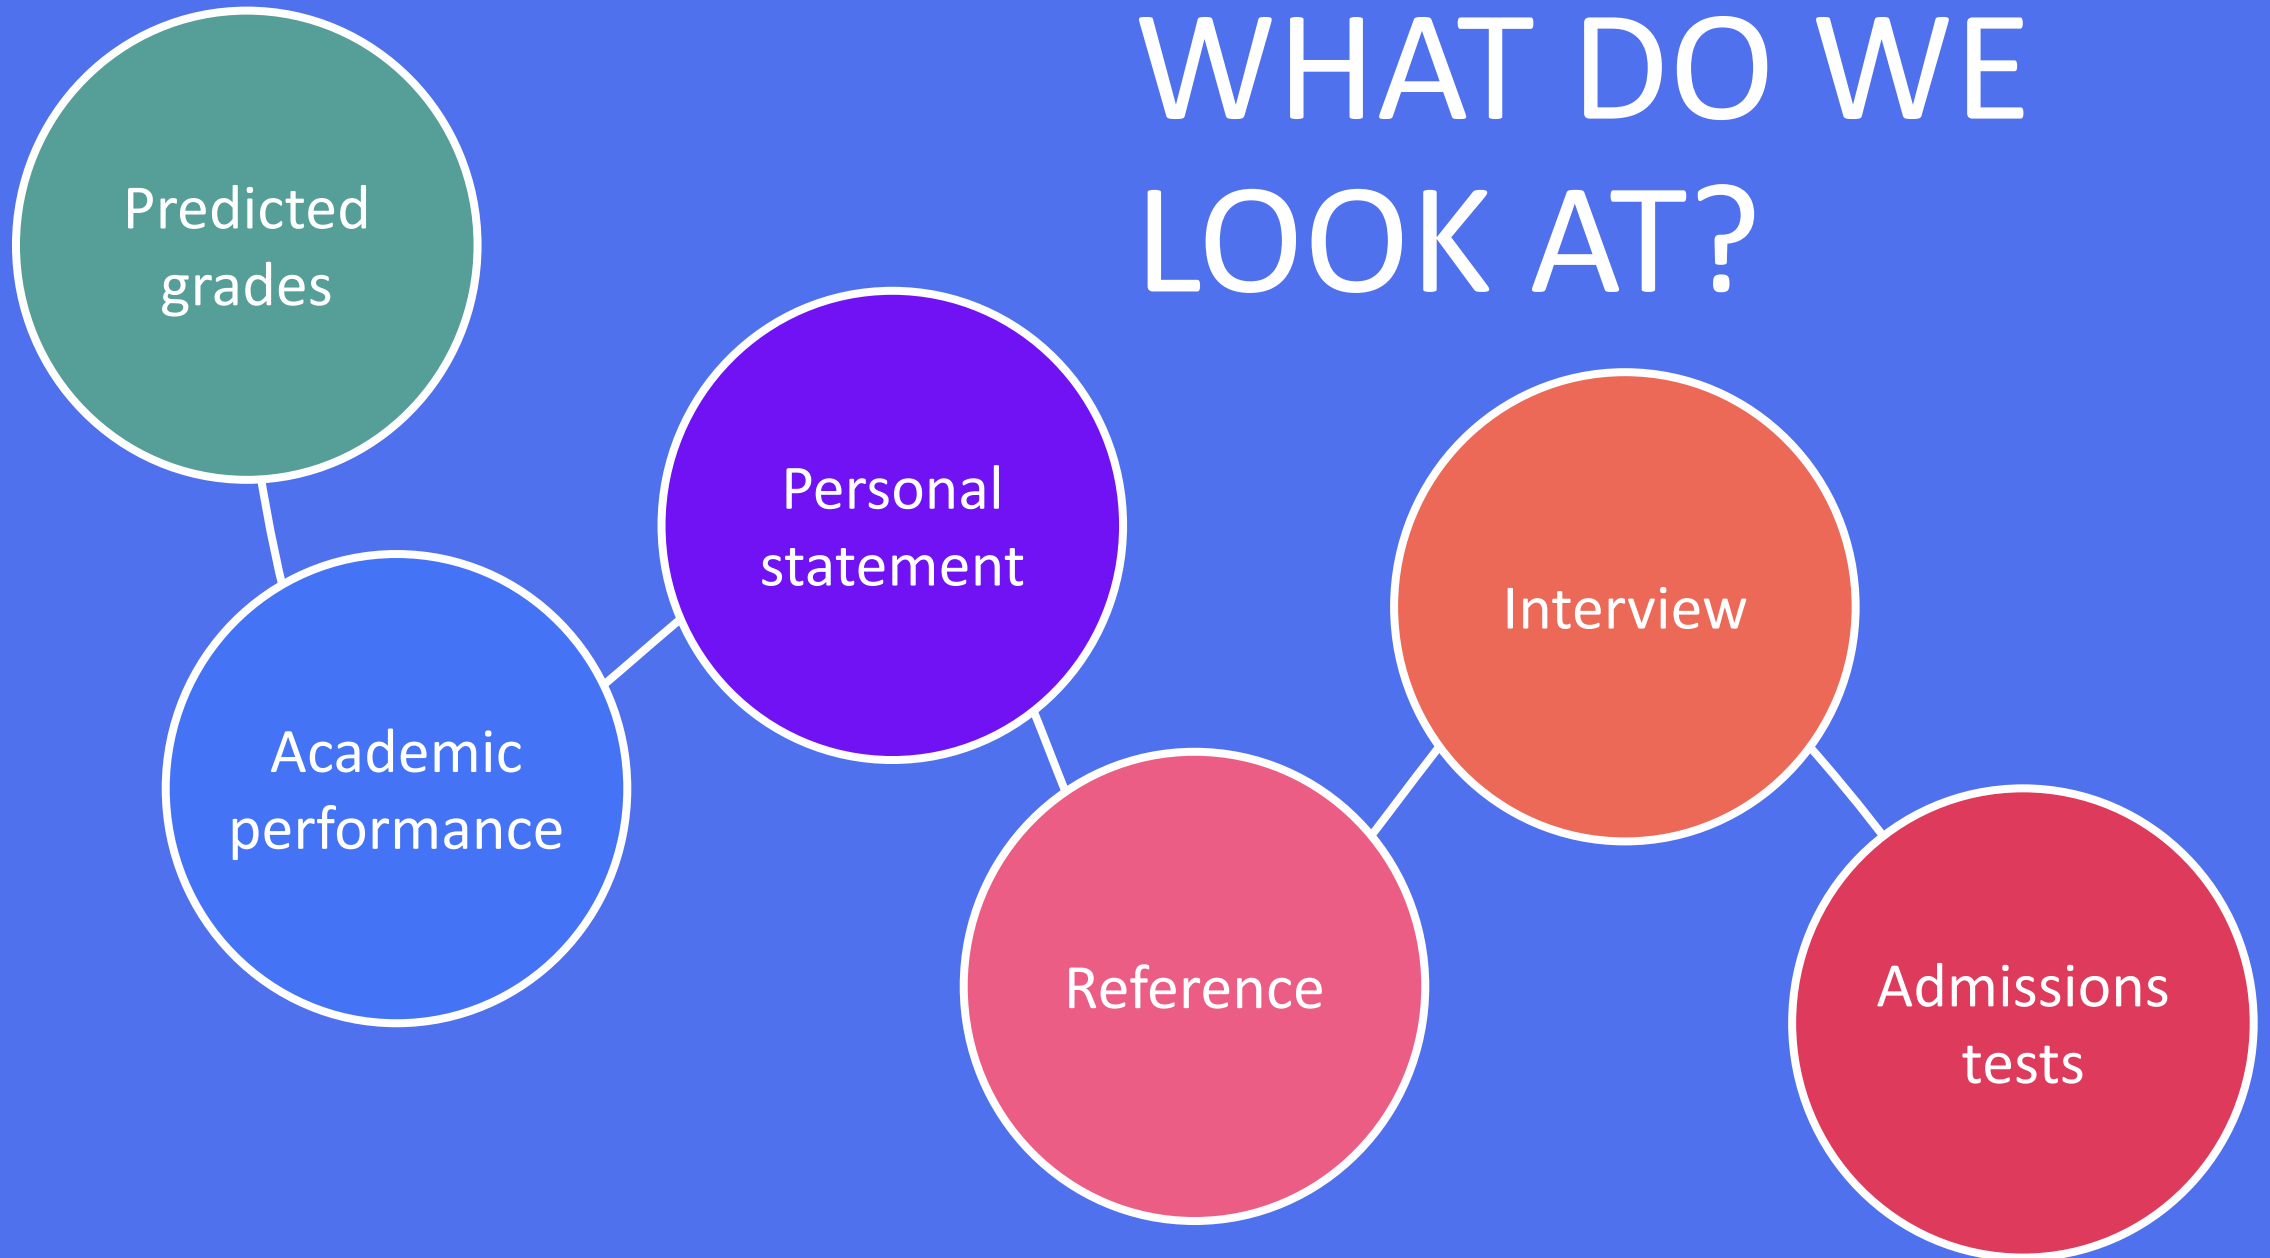 WHAT DO WE
LOOK AT?
Predicted
grades
Academic
performance
Personal
statement
Reference
Interview
Admissions
tests